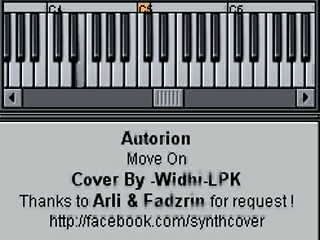 C4 C5 C6
Autorion
Move On
Cover By -Widhi-LPK
Thanks to Arli & Fadzrin for request !
http://facebook.com/synthcover